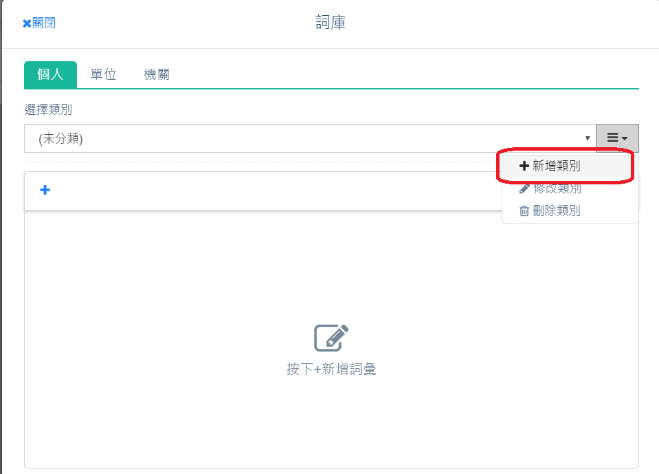 ×關閉
詞庫
個人 單位 機關
選擇類別
(未分類)
+ 新增類別
修改類別
刪除類別
+
按下+新增詞彙